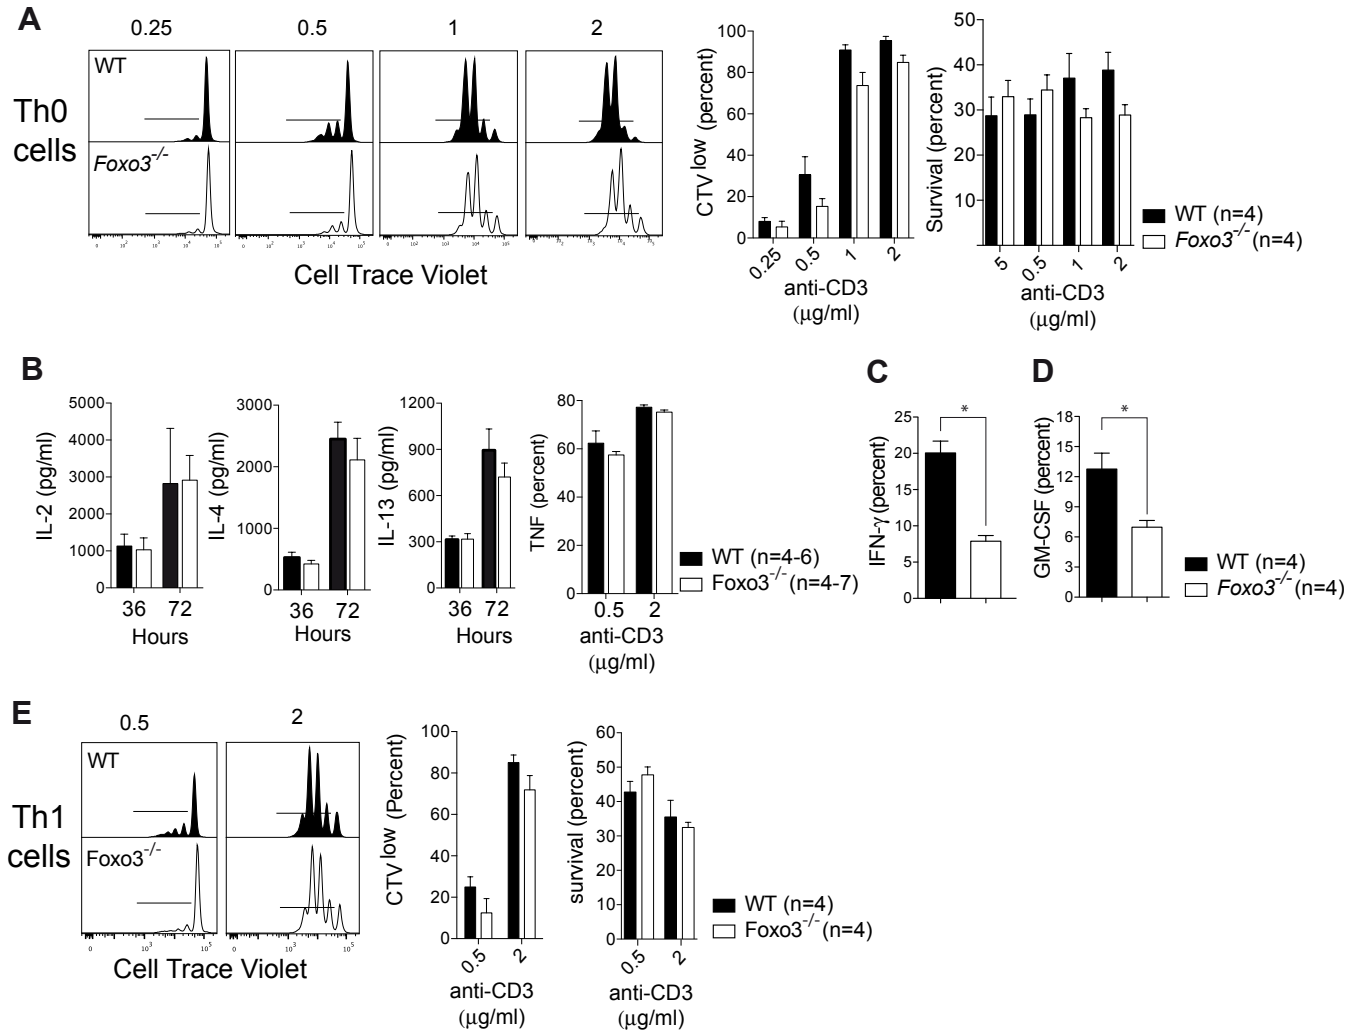 A
0.25 0.5 1 2
Th0
cells
WT
Foxo3-/-
Cell Trace Violet
CTV low (percent)
100
80
60
40
20
0
0.25 0.5 1 2
anti-CD3
(μg/ml)
Survival (percent)
50
40
30
20
10
5 0.5 1 2
anti-CD3
(μg/ml)
WT (n=4)
Foxo3-/- (n=4)
B
IL-2 (pg/ml)
5000
4000
3000
2000
1000
0
36 72
Hours
IL-4 (pg/ml)
3000
2000
1000
0
36 72
Hours
IL-13 (pg/ml)
1200
900
600
300
0
36 72
Hours
TNF (percent)
80
60
40
20
0
0.5 2
anti-CD3
(μg/ml)
WT (n=4-6)
Foxo3-/- (n=4-7)
C
IFN-γ (percent)
25
20
15
10
5
0
*
D
GM-CSF (percent)
18
15
12
9
6
3
0
*
WT (n=4)
Foxo3-/- (n=4)
E
0.5 2
Th1
cells
WT
Foxo3-/-
0 10³ 10⁵ 0 10³ 10⁵
Cell Trace Violet
CTV low (Percent)
100
80
60
40
20
0
0.5 2
anti-CD3
(μg/ml)
survival (percent)
60
50
40
30
20
10
0
0.5 2
anti-CD3
(μg/ml)
WT (n=4)
Foxo3-/- (n=4)